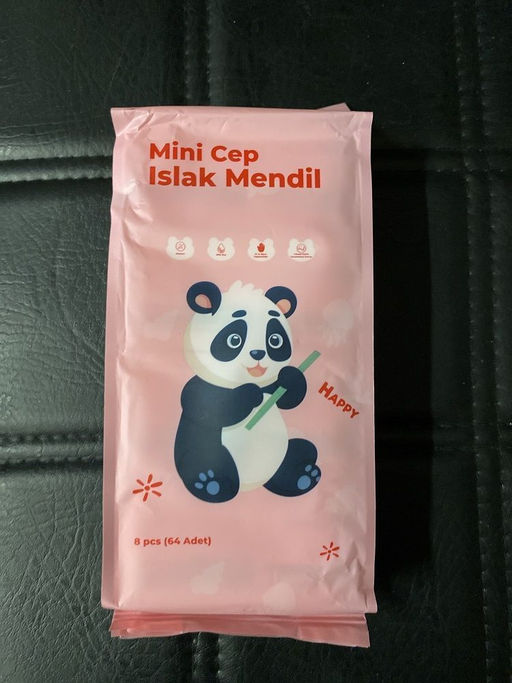 Mini Cep
Islak Mendil
HAPPY
8 pcs (64 Adet)